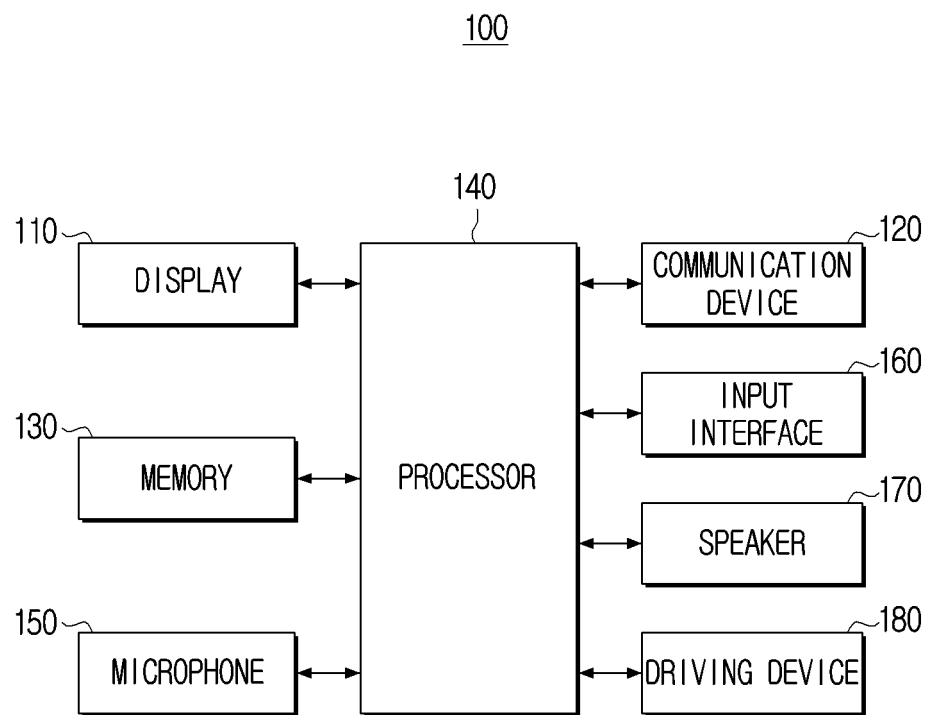 100
140
110
DISPLAY
120
COMMUNICATION
DEVICE
160
INPUT
INTERFACE
130
MEMORY
PROCESSOR
170
SPEAKER
150
MICROPHONE
180
DRIVING DEVICE